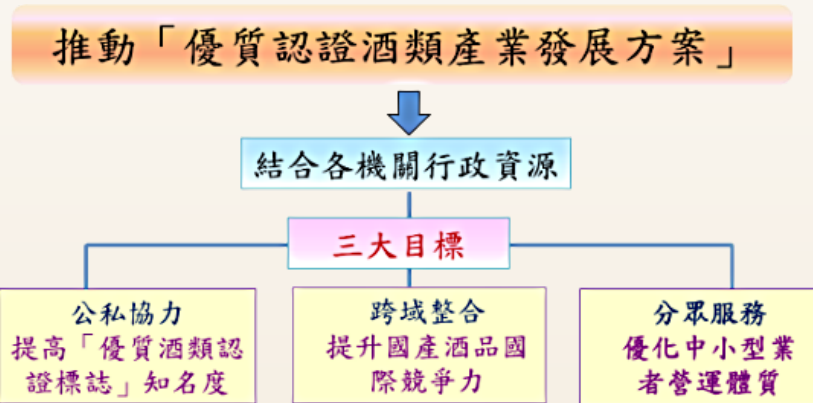 推動「優質認證酒類產業發展方案」
結合各機關行政資源
三大目標
公私協力
提高「優質酒類認
證標誌」知名度
跨域整合
提升國產酒品國
際競爭力
分眾服務
優化中小型業
者營運體質